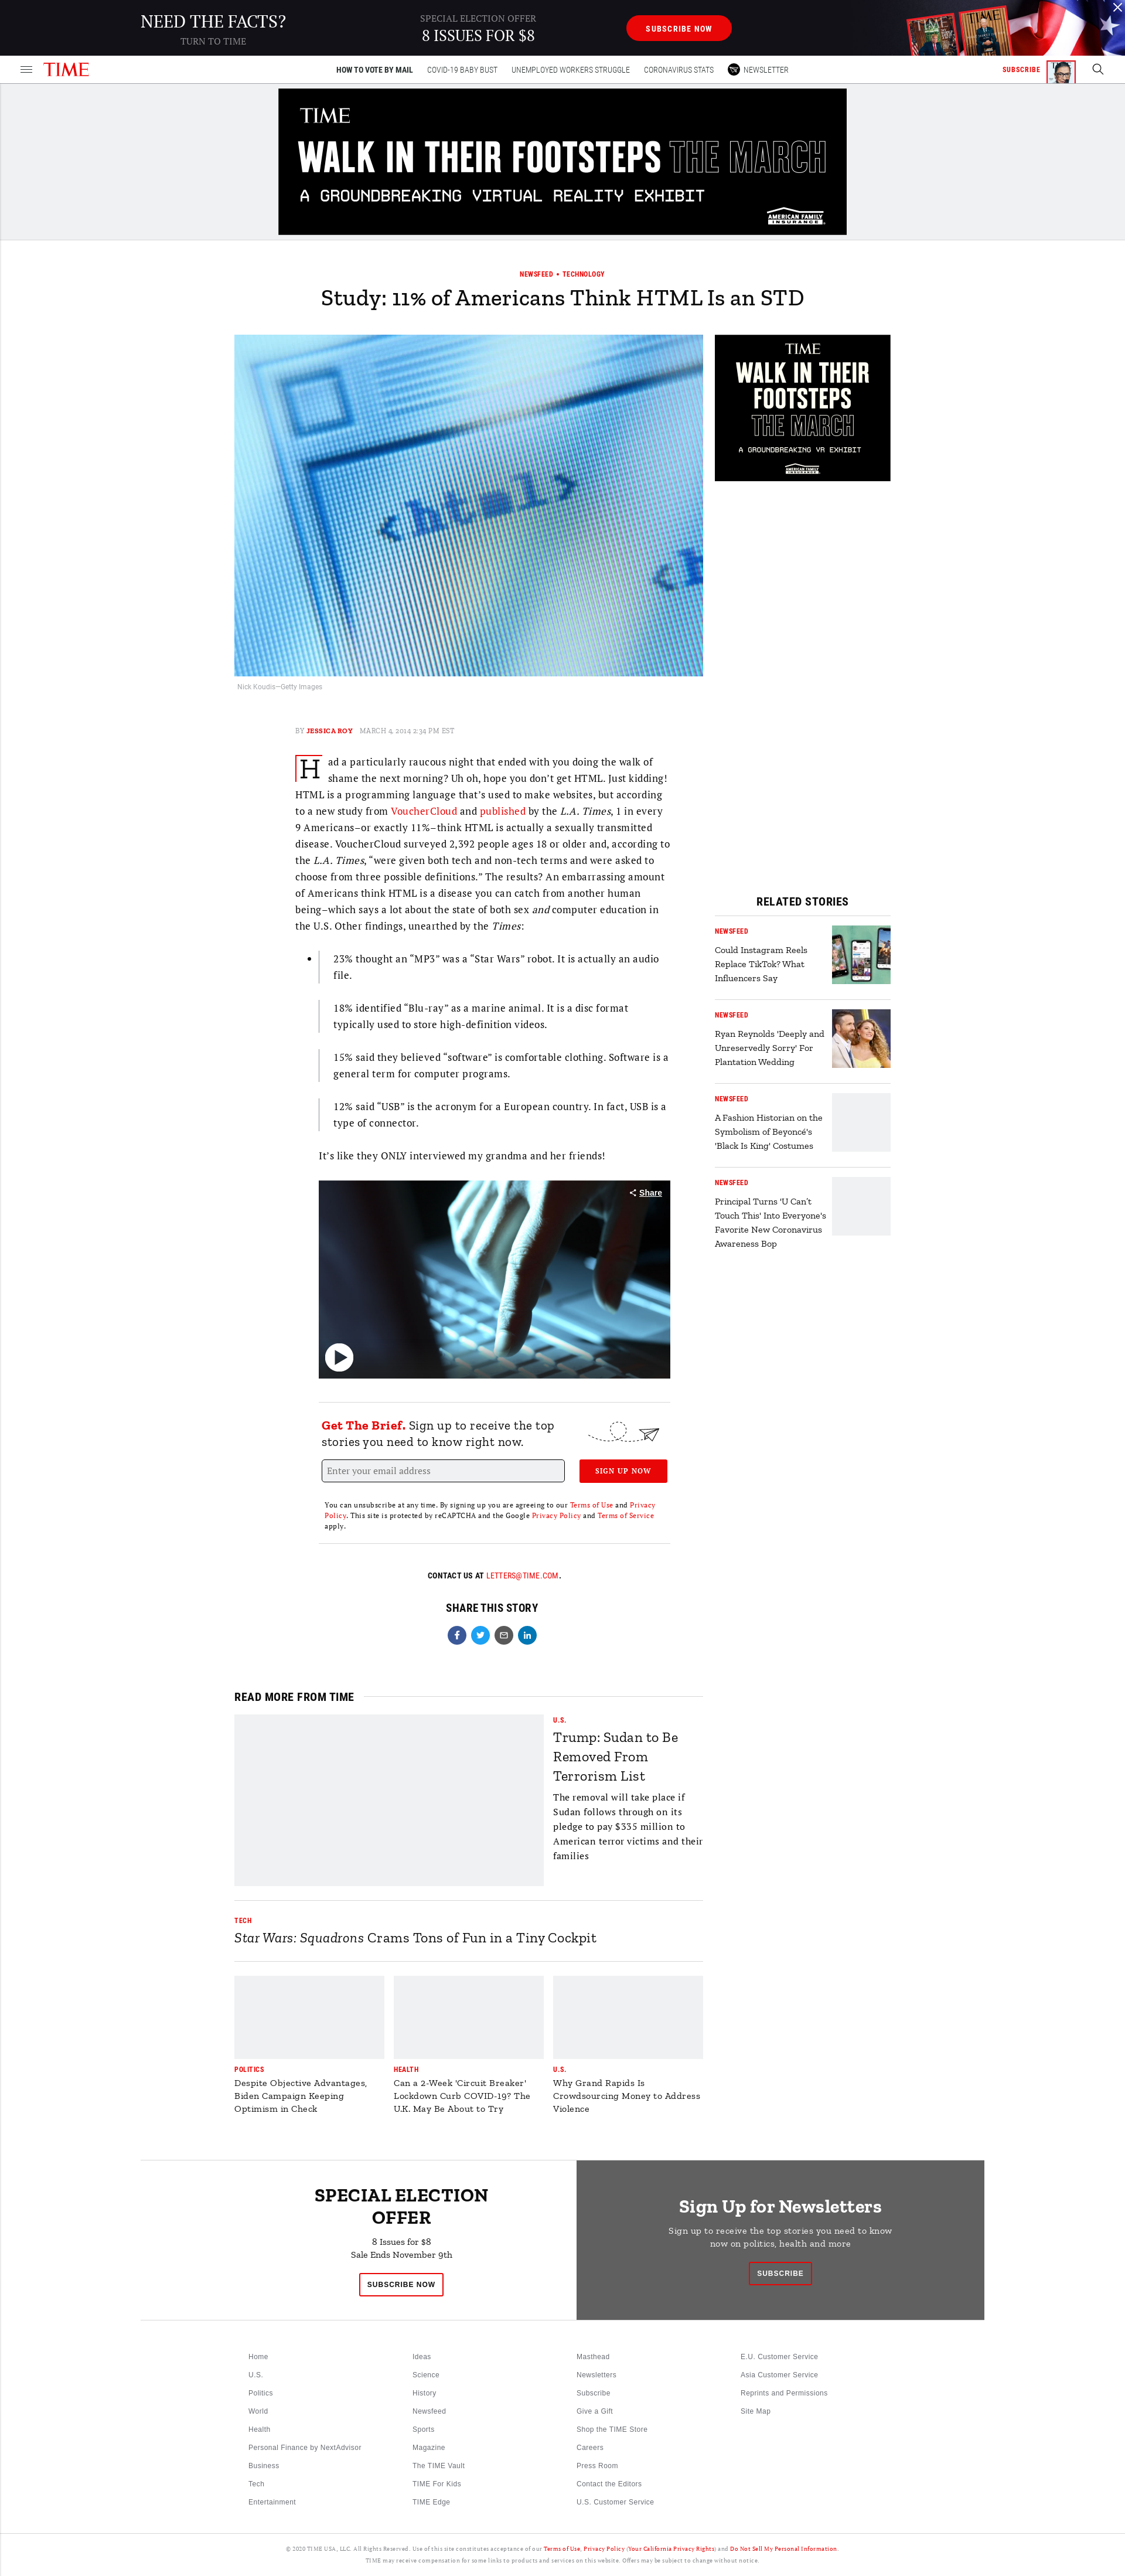 NEED THE FACTS?
TURN TO TIME
SPECIAL ELECTION OFFER
8 ISSUES FOR $8
SUBSCRIBE NOW
TIME
HOW TO VOTE BY MAIL
COVID-19 BABY BUST
UNEMPLOYED WORKERS STRUGGLE
CORONAVIRUS STATS
NEWSLETTER
SUBSCRIBE
TIME
WALK IN THEIR FOOTSTEPS THE MARCH
A GROUNDBREAKING VIRTUAL REALITY EXHIBIT
AMERICAN FAMILY
INSURANCE
NEWSFEED • TECHNOLOGY
Study: 11% of Americans Think HTML Is an STD
<html>
<h
Nick Koudis—Getty Images
TIME
WALK IN THEIR
FOOTSTEPS
THE MARCH
A GROUNDBREAKING VR EXHIBIT
AMERICAN FAMILY
INSURANCE
BY JESSICA ROY MARCH 4, 2014 2:34 PM EST
Had a particularly raucous night that ended with you doing the walk of
shame the next morning? Uh oh, hope you don’t get HTML. Just kidding!
HTML is a programming language that’s used to make websites, but according
to a new study from VoucherCloud and published by the L.A. Times, 1 in every
9 Americans–or exactly 11%–think HTML is actually a sexually transmitted
disease. VoucherCloud surveyed 2,392 people ages 18 or older and, according to
the L.A. Times, “were given both tech and non-tech terms and were asked to
choose from three possible definitions.” The results? An embarrassing amount
of Americans think HTML is a disease you can catch from another human
being–which says a lot about the state of both sex and computer education in
the U.S. Other findings, unearthed by the Times:
• 23% thought an “MP3” was a “Star Wars” robot. It is actually an audio
file.
18% identified “Blu-ray” as a marine animal. It is a disc format
typically used to store high-definition videos.
15% said they believed “software” is comfortable clothing. Software is a
general term for computer programs.
12% said “USB” is the acronym for a European country. In fact, USB is a
type of connector.
It’s like they ONLY interviewed my grandma and her friends!
Share
RELATED STORIES
NEWSFEED
Could Instagram Reels
Replace TikTok? What
Influencers Say
NEWSFEED
Ryan Reynolds 'Deeply and
Unreservedly Sorry' For
Plantation Wedding
NEWSFEED
A Fashion Historian on the
Symbolism of Beyoncé's
'Black Is King' Costumes
NEWSFEED
Principal Turns 'U Can't
Touch This' Into Everyone's
Favorite New Coronavirus
Awareness Bop
Get The Brief. Sign up to receive the top
stories you need to know right now.
Enter your email address
SIGN UP NOW
You can unsubscribe at any time. By signing up you are agreeing to our Terms of Use and Privacy
Policy. This site is protected by reCAPTCHA and the Google Privacy Policy and Terms of Service
apply.
CONTACT US AT LETTERS@TIME.COM.
SHARE THIS STORY
READ MORE FROM TIME
U.S.
Trump: Sudan to Be
Removed From
Terrorism List
The removal will take place if
Sudan follows through on its
pledge to pay $335 million to
American terror victims and their
families
TECH
Star Wars: Squadrons Crams Tons of Fun in a Tiny Cockpit
POLITICS
Despite Objective Advantages,
Biden Campaign Keeping
Optimism in Check
HEALTH
Can a 2-Week 'Circuit Breaker'
Lockdown Curb COVID-19? The
U.K. May Be About to Try
U.S.
Why Grand Rapids Is
Crowdsourcing Money to Address
Violence
SPECIAL ELECTION
OFFER
8 Issues for $8
Sale Ends November 9th
SUBSCRIBE NOW
Sign Up for Newsletters
Sign up to receive the top stories you need to know
now on politics, health and more
SUBSCRIBE
Home
U.S.
Politics
World
Health
Personal Finance by NextAdvisor
Business
Tech
Entertainment
Ideas
Science
History
Newsfeed
Sports
Magazine
The TIME Vault
TIME For Kids
TIME Edge
Masthead
Newsletters
Subscribe
Give a Gift
Shop the TIME Store
Careers
Press Room
Contact the Editors
U.S. Customer Service
E.U. Customer Service
Asia Customer Service
Reprints and Permissions
Site Map
© 2020 TIME USA, LLC. All Rights Reserved. Use of this site constitutes acceptance of our Terms of Use, Privacy Policy (Your California Privacy Rights) and Do Not Sell My Personal Information.
TIME may receive compensation for some links to products and services on this website. Offers may be subject to change without notice.